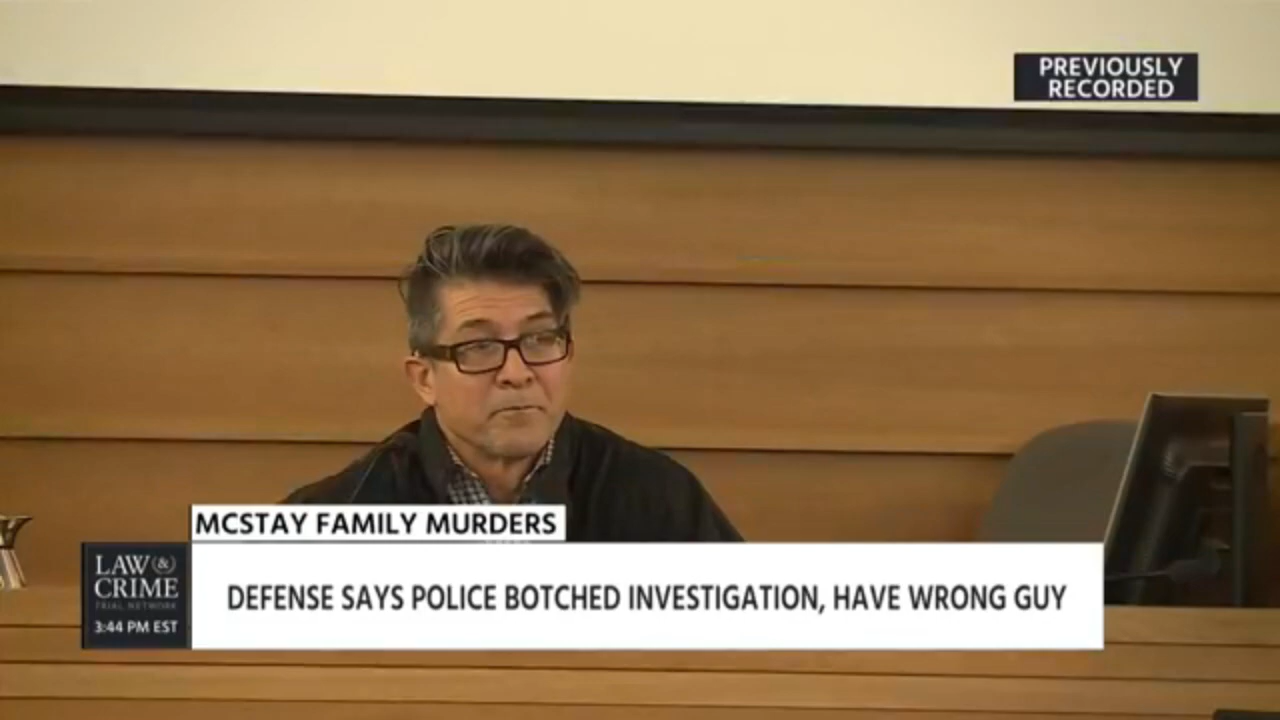 PREVIOUSLY
RECORDED
MCSTAY FAMILY MURDERS
LAW & CRIME
TRIAL NETWORK
3:44 PM EST
DEFENSE SAYS POLICE BOTCHED INVESTIGATION, HAVE WRONG GUY